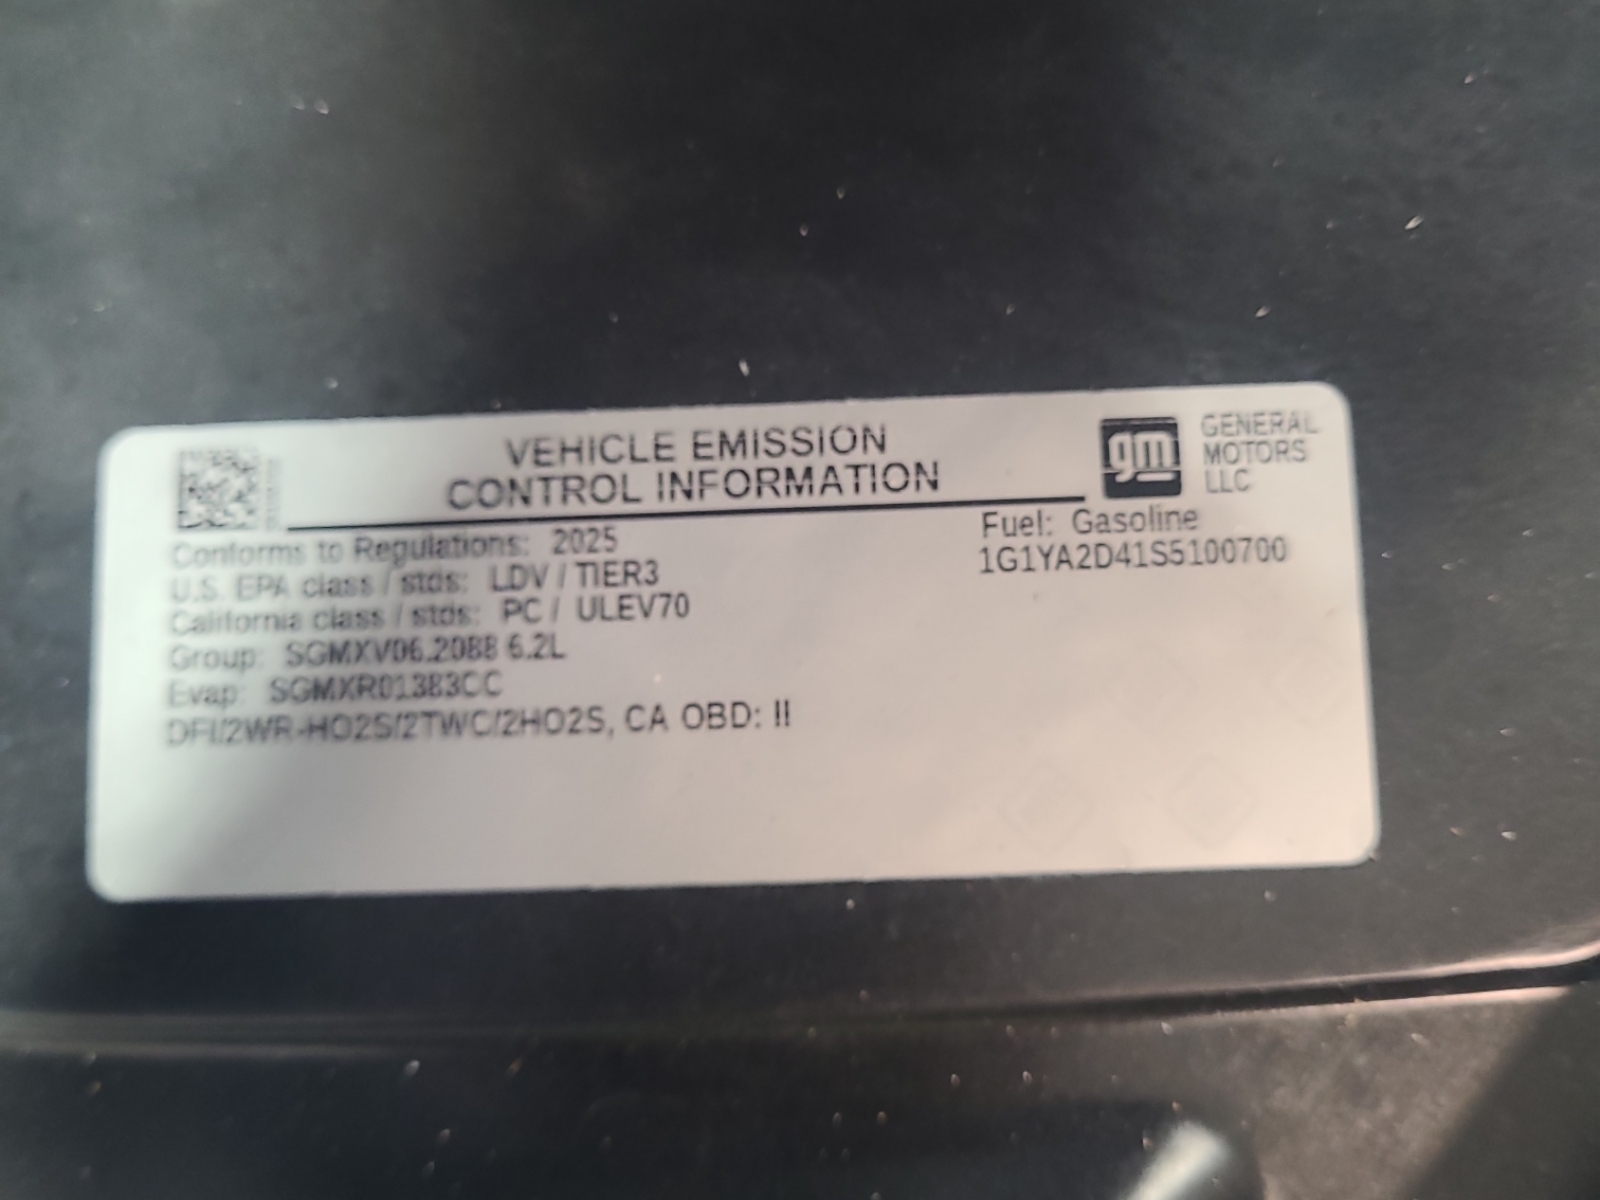 VEHICLE EMISSION
CONTROL INFORMATION
gm
GENERAL
MOTORS
LLC
Conforms to Regulations: 2025
U.S. EPA class / stds: LDV / TIER3
California class / stds: PC / ULEV70
Group: SGMXV06.2088 6.2L
Evap: SGMXR01383CC
DFI/2WR-HO2S/2TWC/2HO2S, CA OBD: II
Fuel: Gasoline
1G1YA2D41S5100700